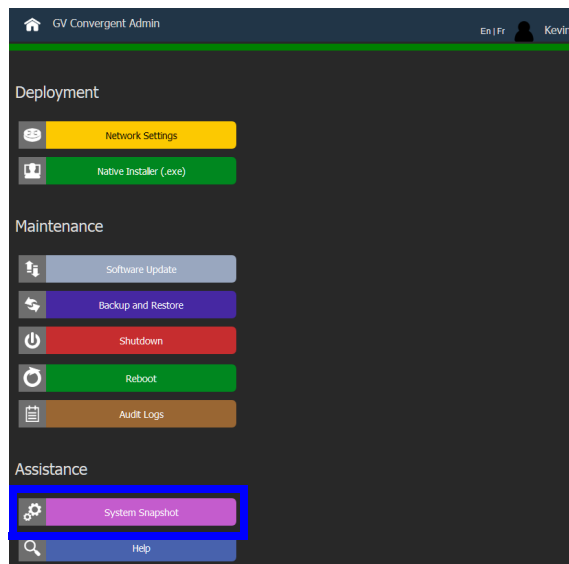 GV Convergent Admin
En | Fr
Kevin
Deployment
Network Settings
Native Installer (.exe)
Maintenance
Software Update
Backup and Restore
Shutdown
Reboot
Audit Logs
Assistance
System Snapshot
Help